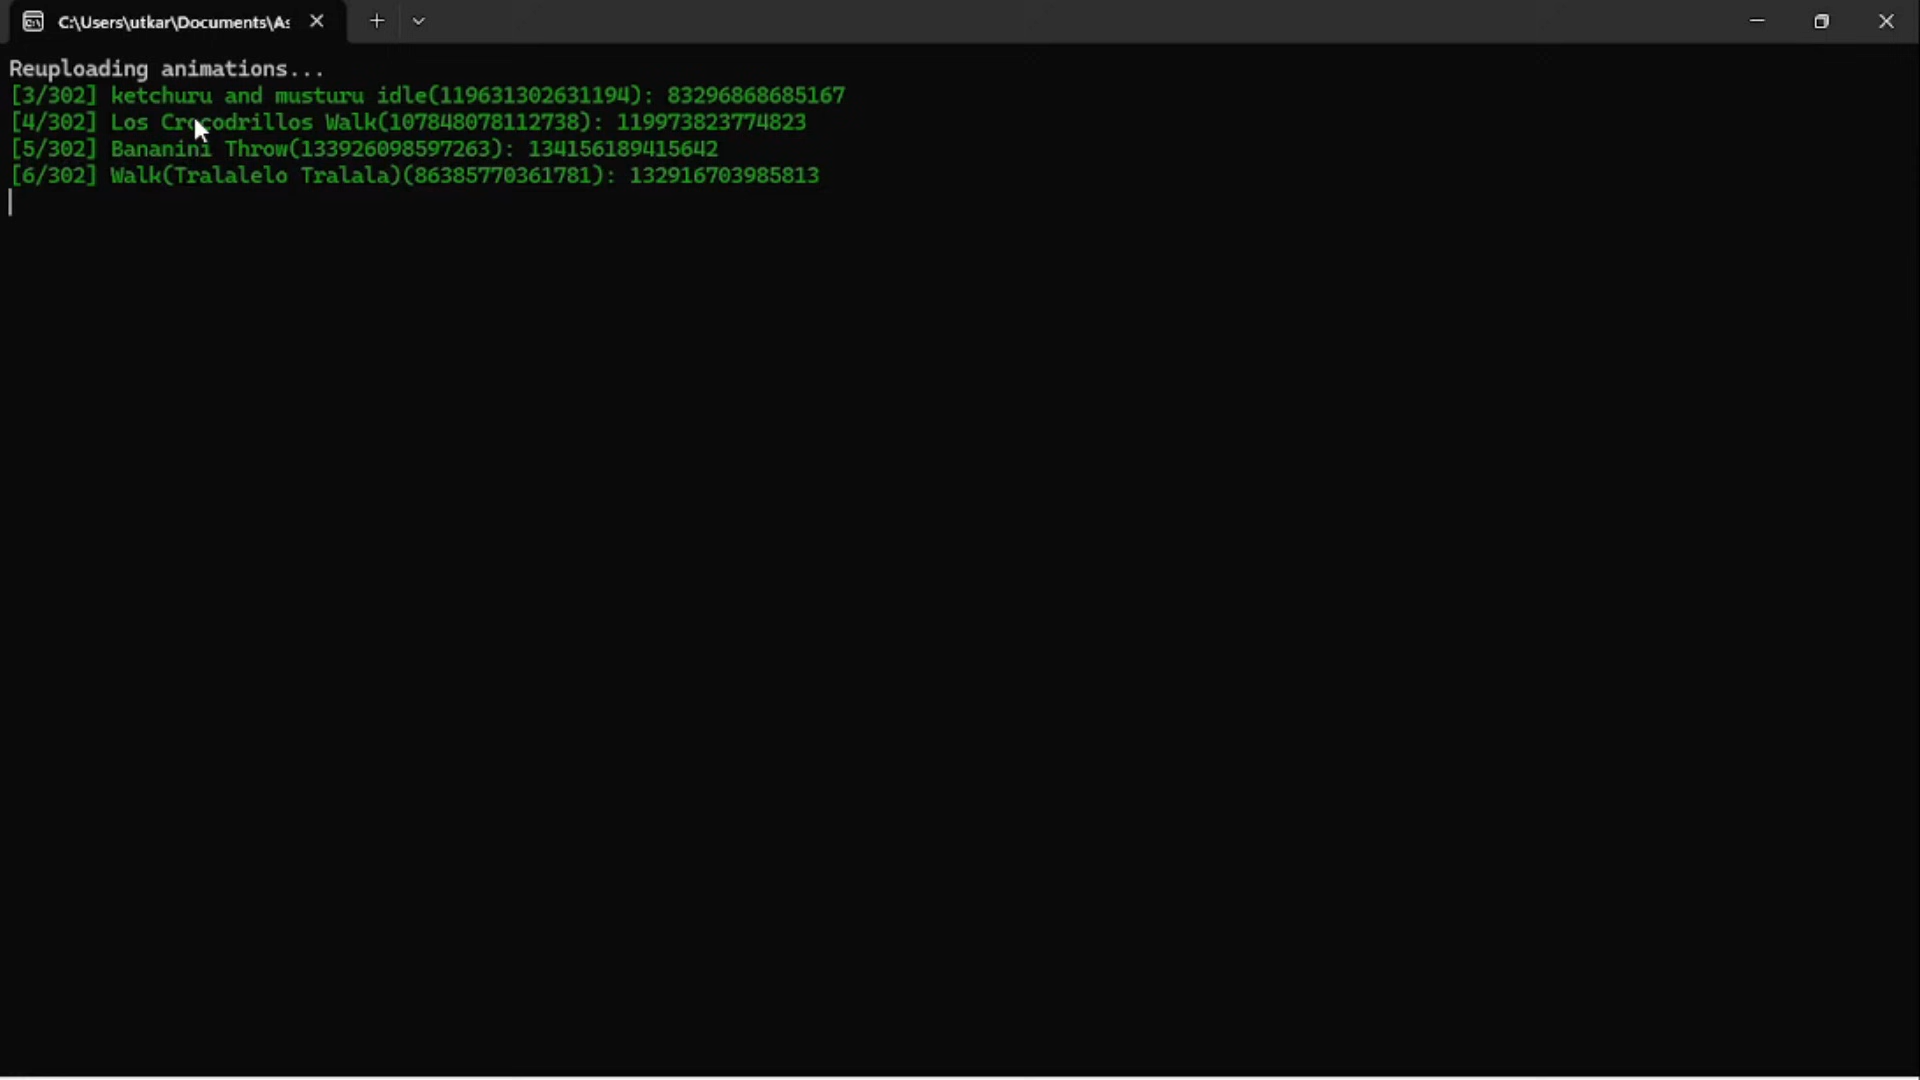 C:\Users\utkar\Documents\As
Reuploading animations...
[3/302] ketchuru and musturu idle(119631302631194): 83296868685167
[4/302] Los Crocodrillos Walk(107848078112738): 119973823774823
[5/302] Bananini Throw(133926098597263): 134156189415642
[6/302] Walk(Tralalelo Tralala)(86385770361781): 132916703985813